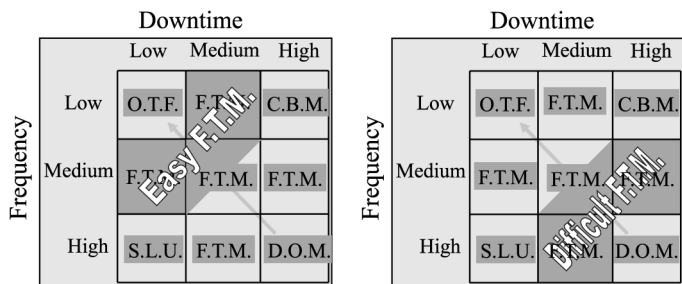 Downtime
Low Medium High
Frequency
Low O.T.F. F.T.M. C.B.M.
Medium F.T.M. F.T.M. F.T.M.
High S.L.U. F.T.M. D.O.M.
Easy F.T.M.
Downtime
Low Medium High
Frequency
Low O.T.F. F.T.M. C.B.M.
Medium F.T.M. F.T.M. F.T.M.
High S.L.U. F.T.M. D.O.M.
Difficult F.T.M.